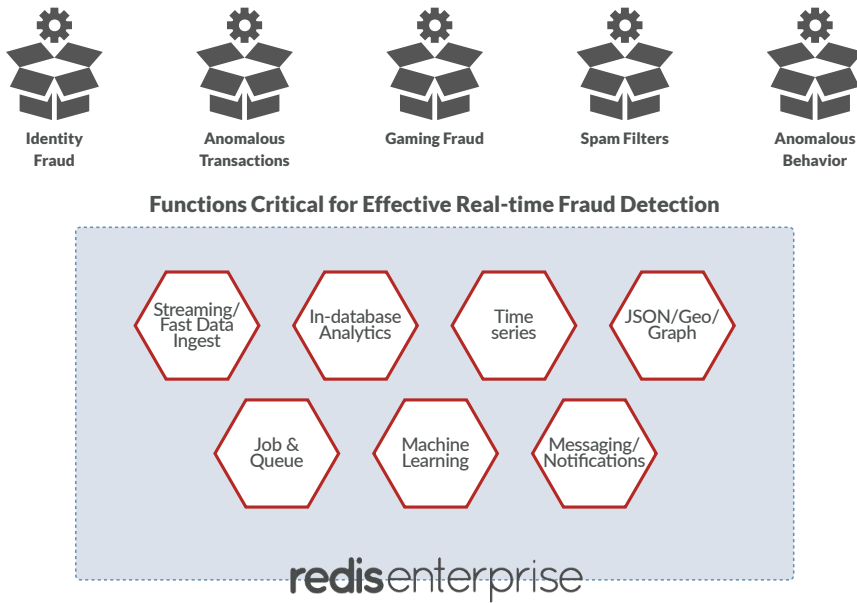 Identity
Fraud
Anomalous
Transactions
Gaming Fraud
Spam Filters
Anomalous
Behavior
Functions Critical for Effective Real-time Fraud Detection
Streaming/
Fast Data
Ingest
In-database
Analytics
Time
series
JSON/Geo/
Graph
Job &
Queue
Machine
Learning
Messaging/
Notifications
redisenterprise